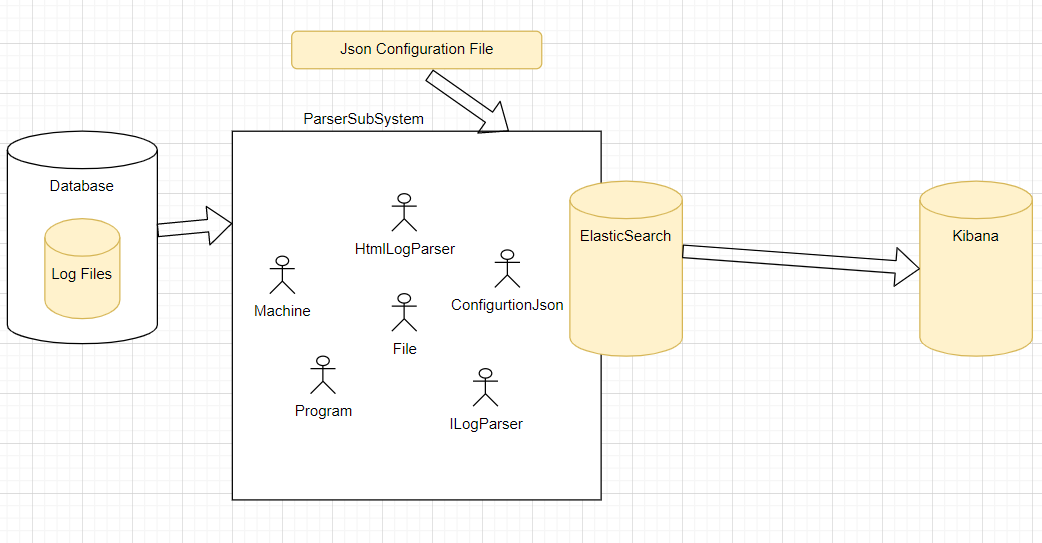 Json Configuration File
ParserSubSystem
Database
Log Files
HtmlLogParser
Machine
ConfigurtionJson
File
Program
ILogParser
ElasticSearch
Kibana